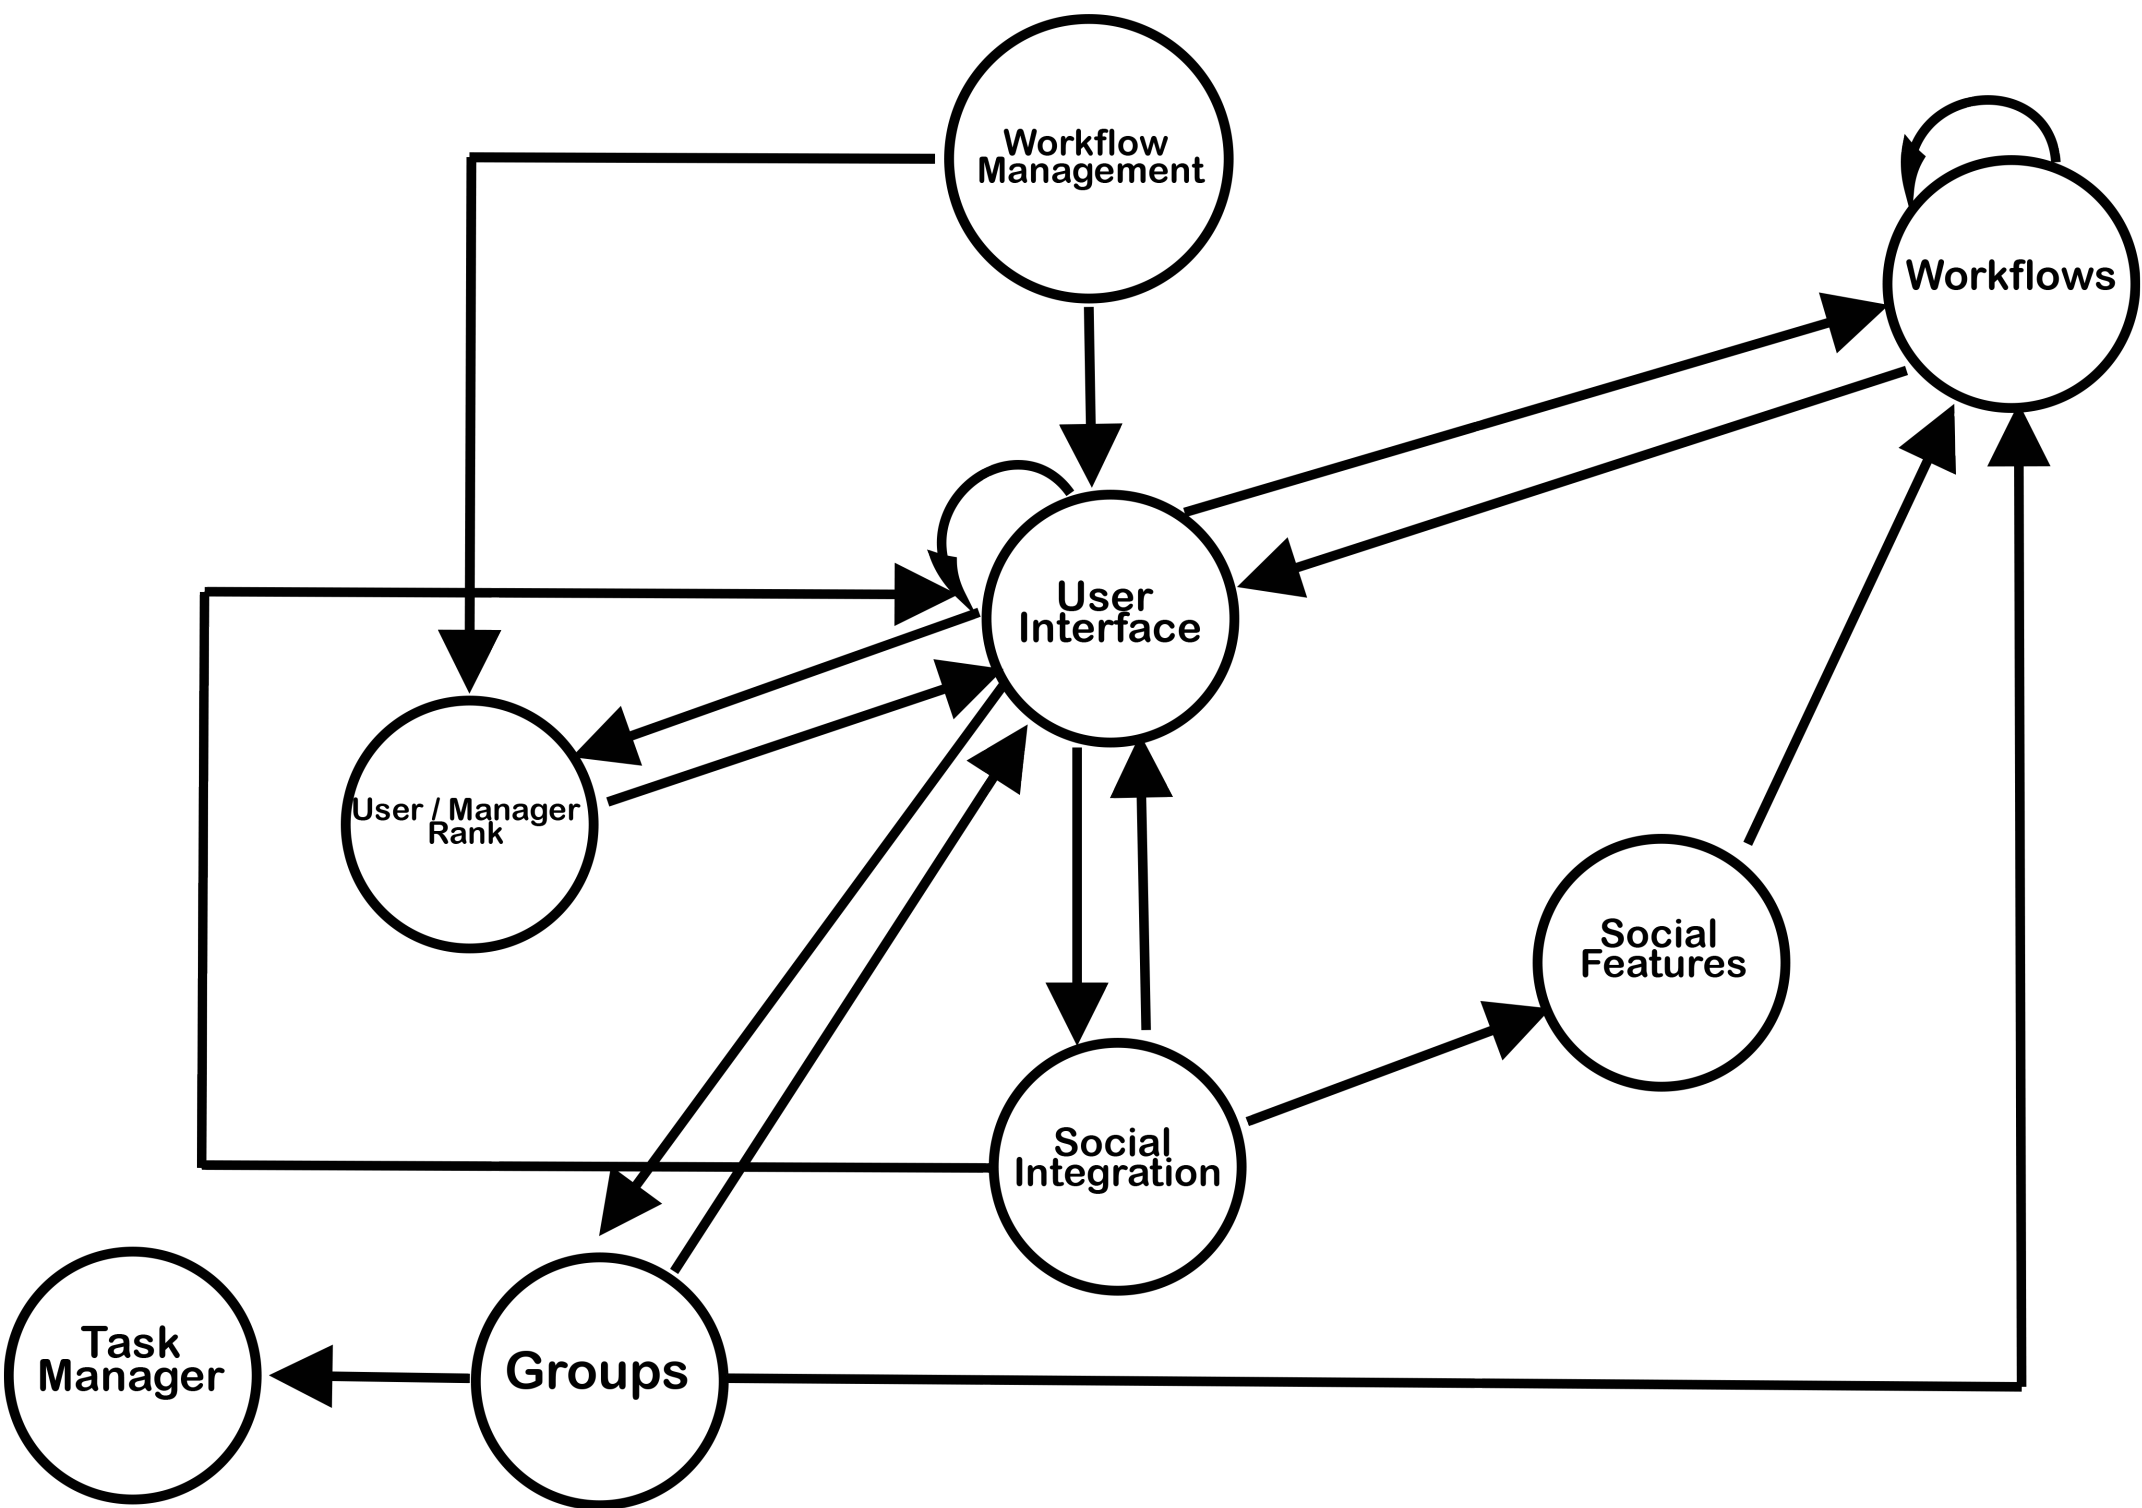 Workflow
Management
Workflows
User
Interface
User / Manager
Rank
Social
Features
Social
Integration
Task
Manager
Groups